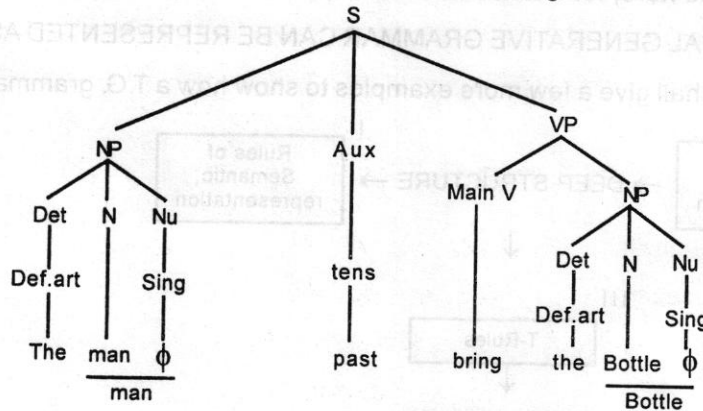 S
VP
NP Aux
Main V NP
Det N Nu
Det N Nu
Def.art Sing tens
Def.art Sing
The man ϕ past bring the Bottle ϕ
man Bottle